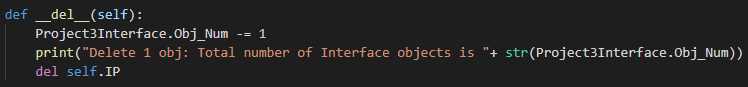 def __del__(self):
    Project3Interface.Obj_Num -= 1
    print("Delete 1 obj: Total number of Interface objects is "+ str(Project3Interface.Obj_Num))
    del self.IP